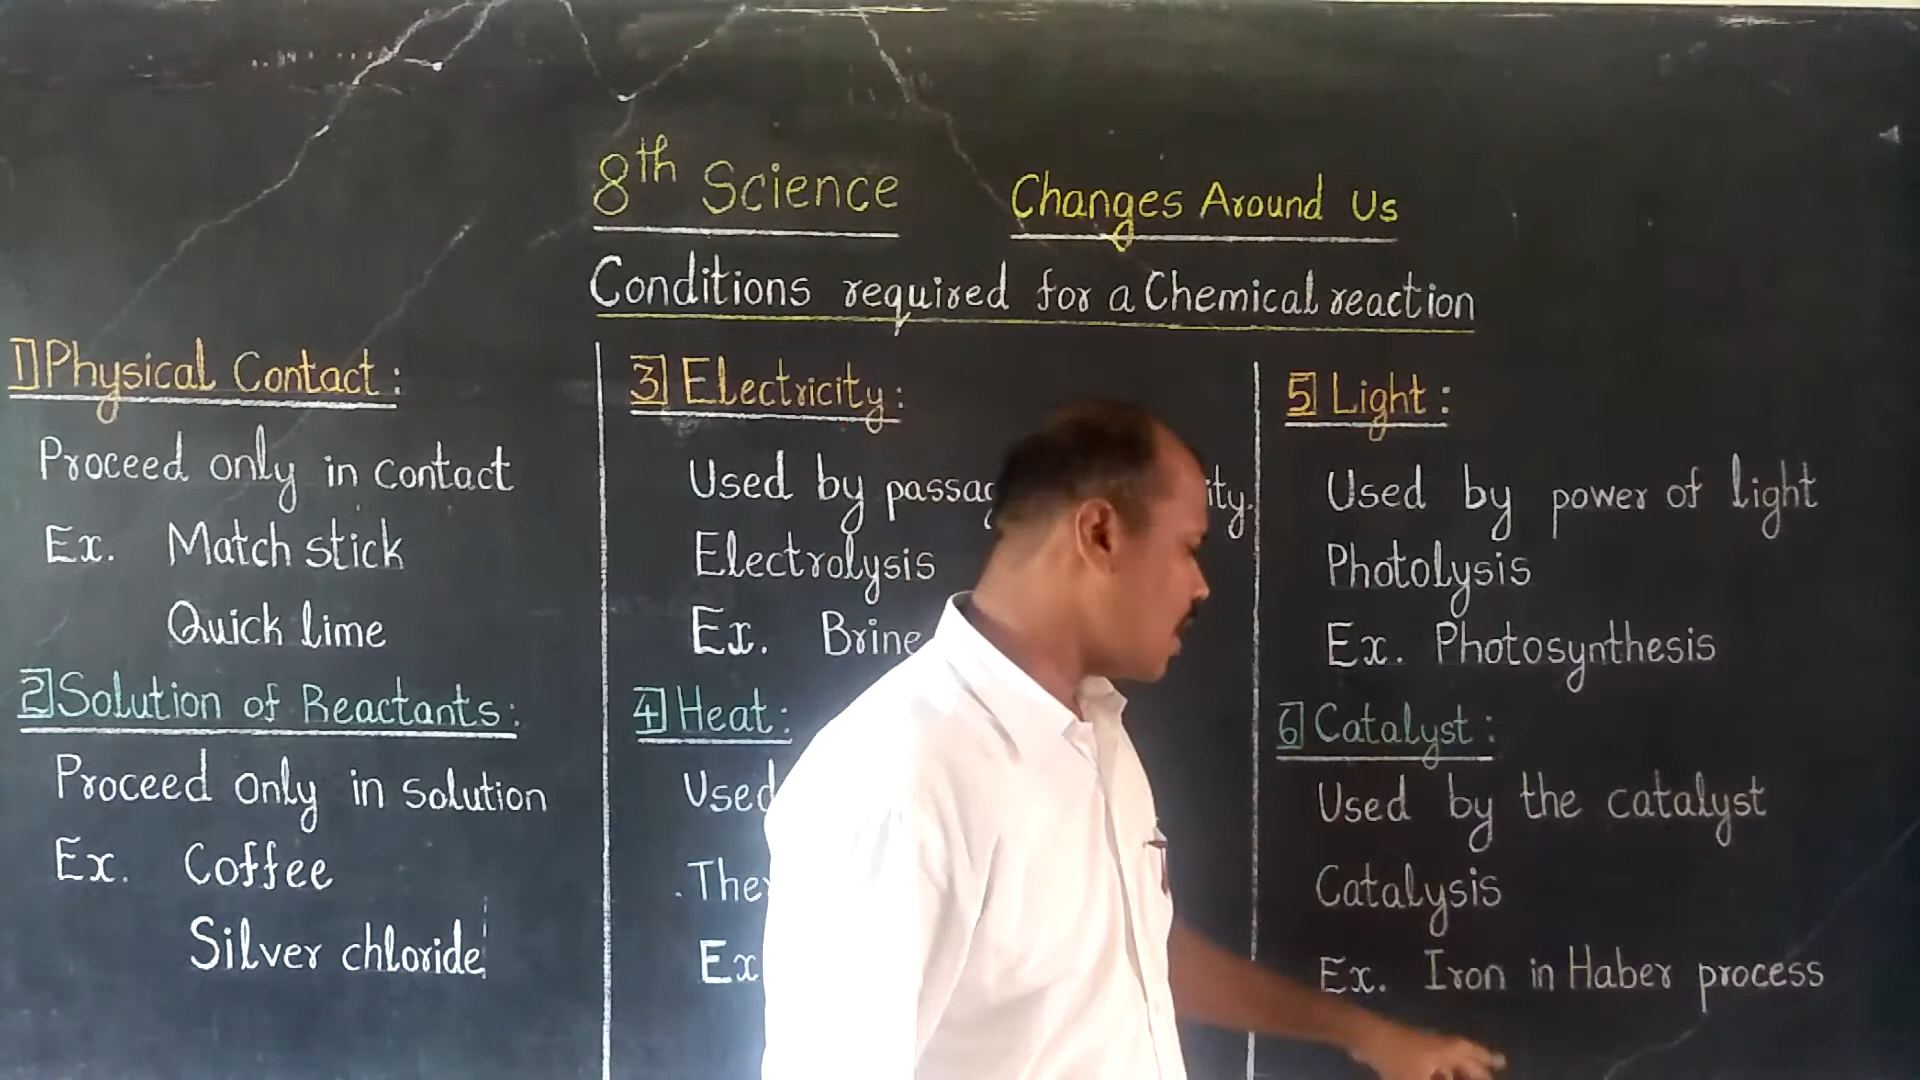 8th Science Changes Around Us
Conditions required for a Chemical reaction
1] Physical Contact :
Proceed only in contact
Ex. Match stick
Quick lime
2] Solution of Reactants :
Proceed only in solution
Ex. Coffee
Silver chloride
3] Electricity :
Used by
Electrolysis
Ex. Brine
4] Heat :
Used
Ex
5] Light :
Used by power of light
Photolysis
Ex. Photosynthesis
6] Catalyst :
Used by the catalyst
Catalysis
Ex. Iron in Haber process